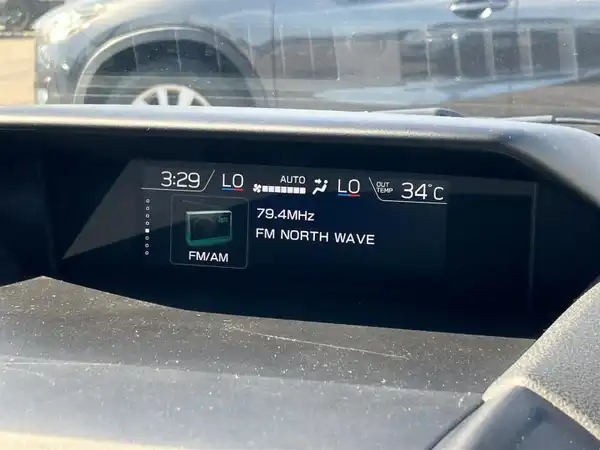 3:29 LO AUTO LO OUT TEMP 34°C
79.4MHz
FM NORTH WAVE
FM/AM